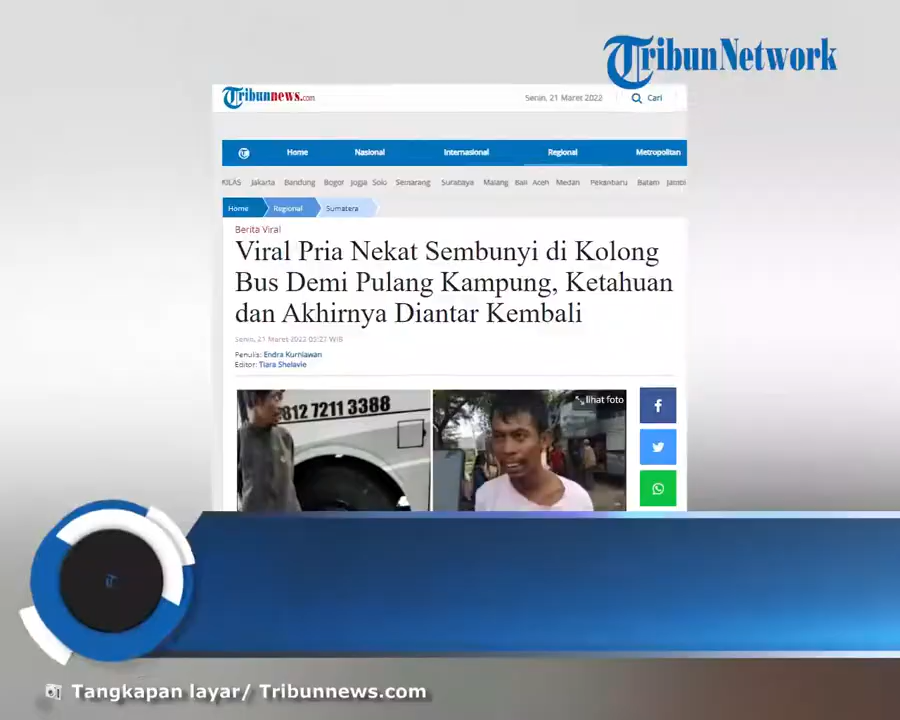 TribunNetwork
Tribunnews.com Senin, 21 Maret 2022 Cari
Home Nasional Internasional Regional Metropolitan
KILAS Jakarta Bandung Bogor Jogja Solo Semarang Surabaya Malang Bali Aceh Medan Pekanbaru Batam Jambi
Home Regional Sumatera
Berita Viral
Viral Pria Nekat Sembunyi di Kolong
Bus Demi Pulang Kampung, Ketahuan
dan Akhirnya Diantar Kembali
Senin, 21 Maret 2022 05:27 WIB
Penulis: Endra Kurniawan
Editor: Tiara Shelavie
812 7211 3388
lihat foto
Tangkapan layar/ Tribunnews.com